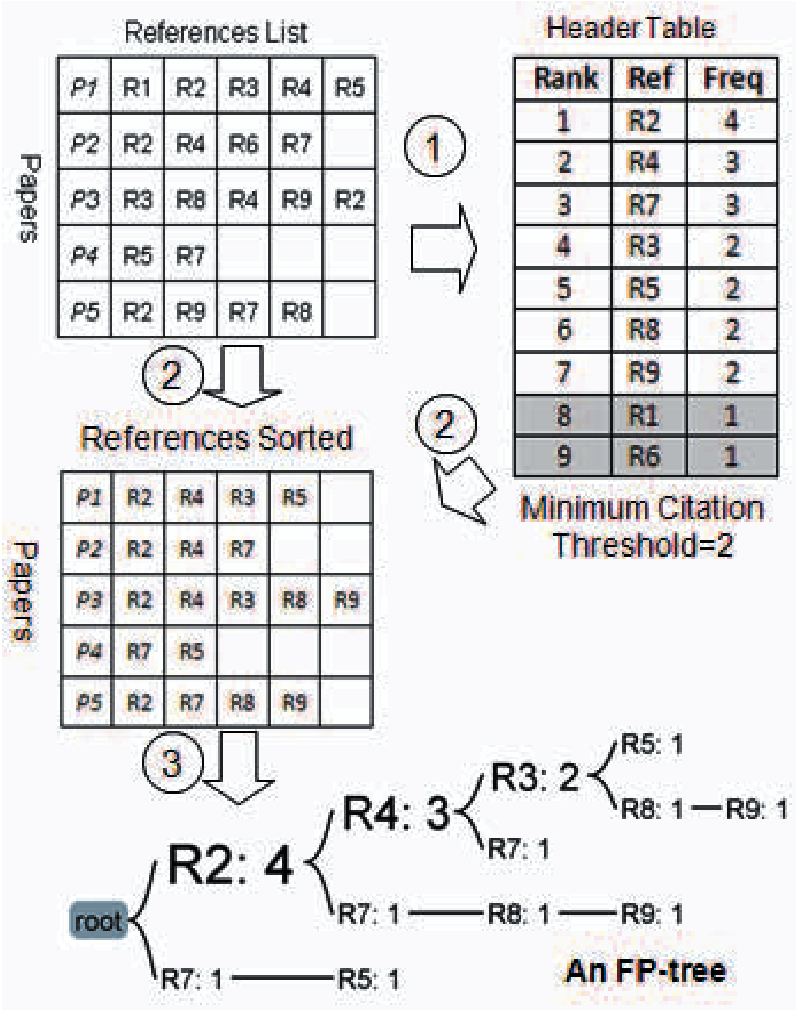 References List
P1 R1 R2 R3 R4 R5
P2 R2 R4 R6 R7
P3 R3 R8 R4 R9 R2
P4 R5 R7
P5 R2 R9 R7 R8
Papers
1
Header Table
Rank Ref Freq
1 R2 4
2 R4 3
3 R7 3
4 R3 2
5 R5 2
6 R8 2
7 R9 2
8 R1 1
9 R6 1
Minimum Citation
Threshold=2
2
2
References Sorted
P1 R2 R4 R3 R5
P2 R2 R4 R7
P3 R2 R4 R3 R8 R9
P4 R7 R5
P5 R2 R7 R8 R9
Papers
3
root
R2: 4
R4: 3
R3: 2
R5: 1
R8: 1
R9: 1
R7: 1
R7: 1
R8: 1
R9: 1
R7: 1
R5: 1
An FP-tree